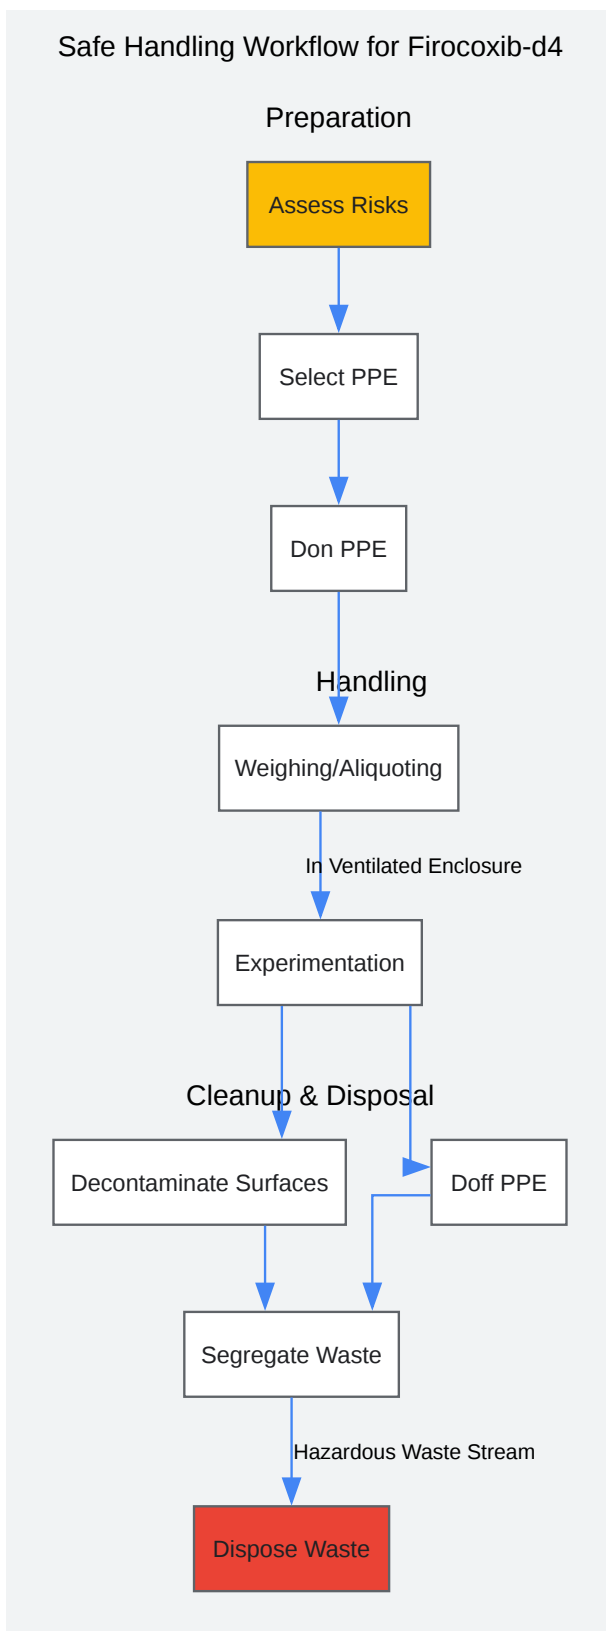 Safe Handling Workflow for Firocoxib-d4
Preparation
Assess Risks
Select PPE
Don PPE
Handling
Weighing/Aliquoting
In Ventilated Enclosure
Experimentation
Cleanup & Disposal
Decontaminate Surfaces
Doff PPE
Segregate Waste
Hazardous Waste Stream
Dispose Waste